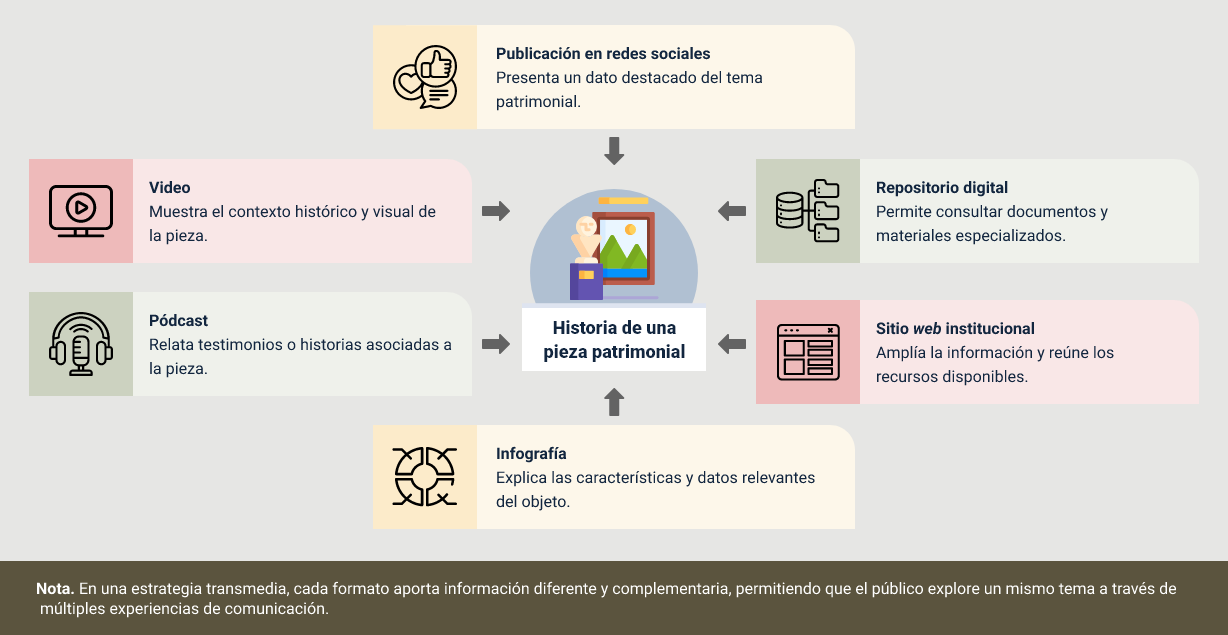 Publicación en redes sociales
Presenta un dato destacado del tema
patrimonial.
Video
Muestra el contexto histórico y visual de
la pieza.
Repositorio digital
Permite consultar documentos y
materiales especializados.
Pódcast
Relata testimonios o historias asociadas a
la pieza.
Historia de una
pieza patrimonial
Sitio web institucional
Amplía la información y reúne los
recursos disponibles.
Infografía
Explica las características y datos relevantes
del objeto.
Nota. En una estrategia transmedia, cada formato aporta información diferente y complementaria, permitiendo que el público explore un mismo tema a través de
múltiples experiencias de comunicación.